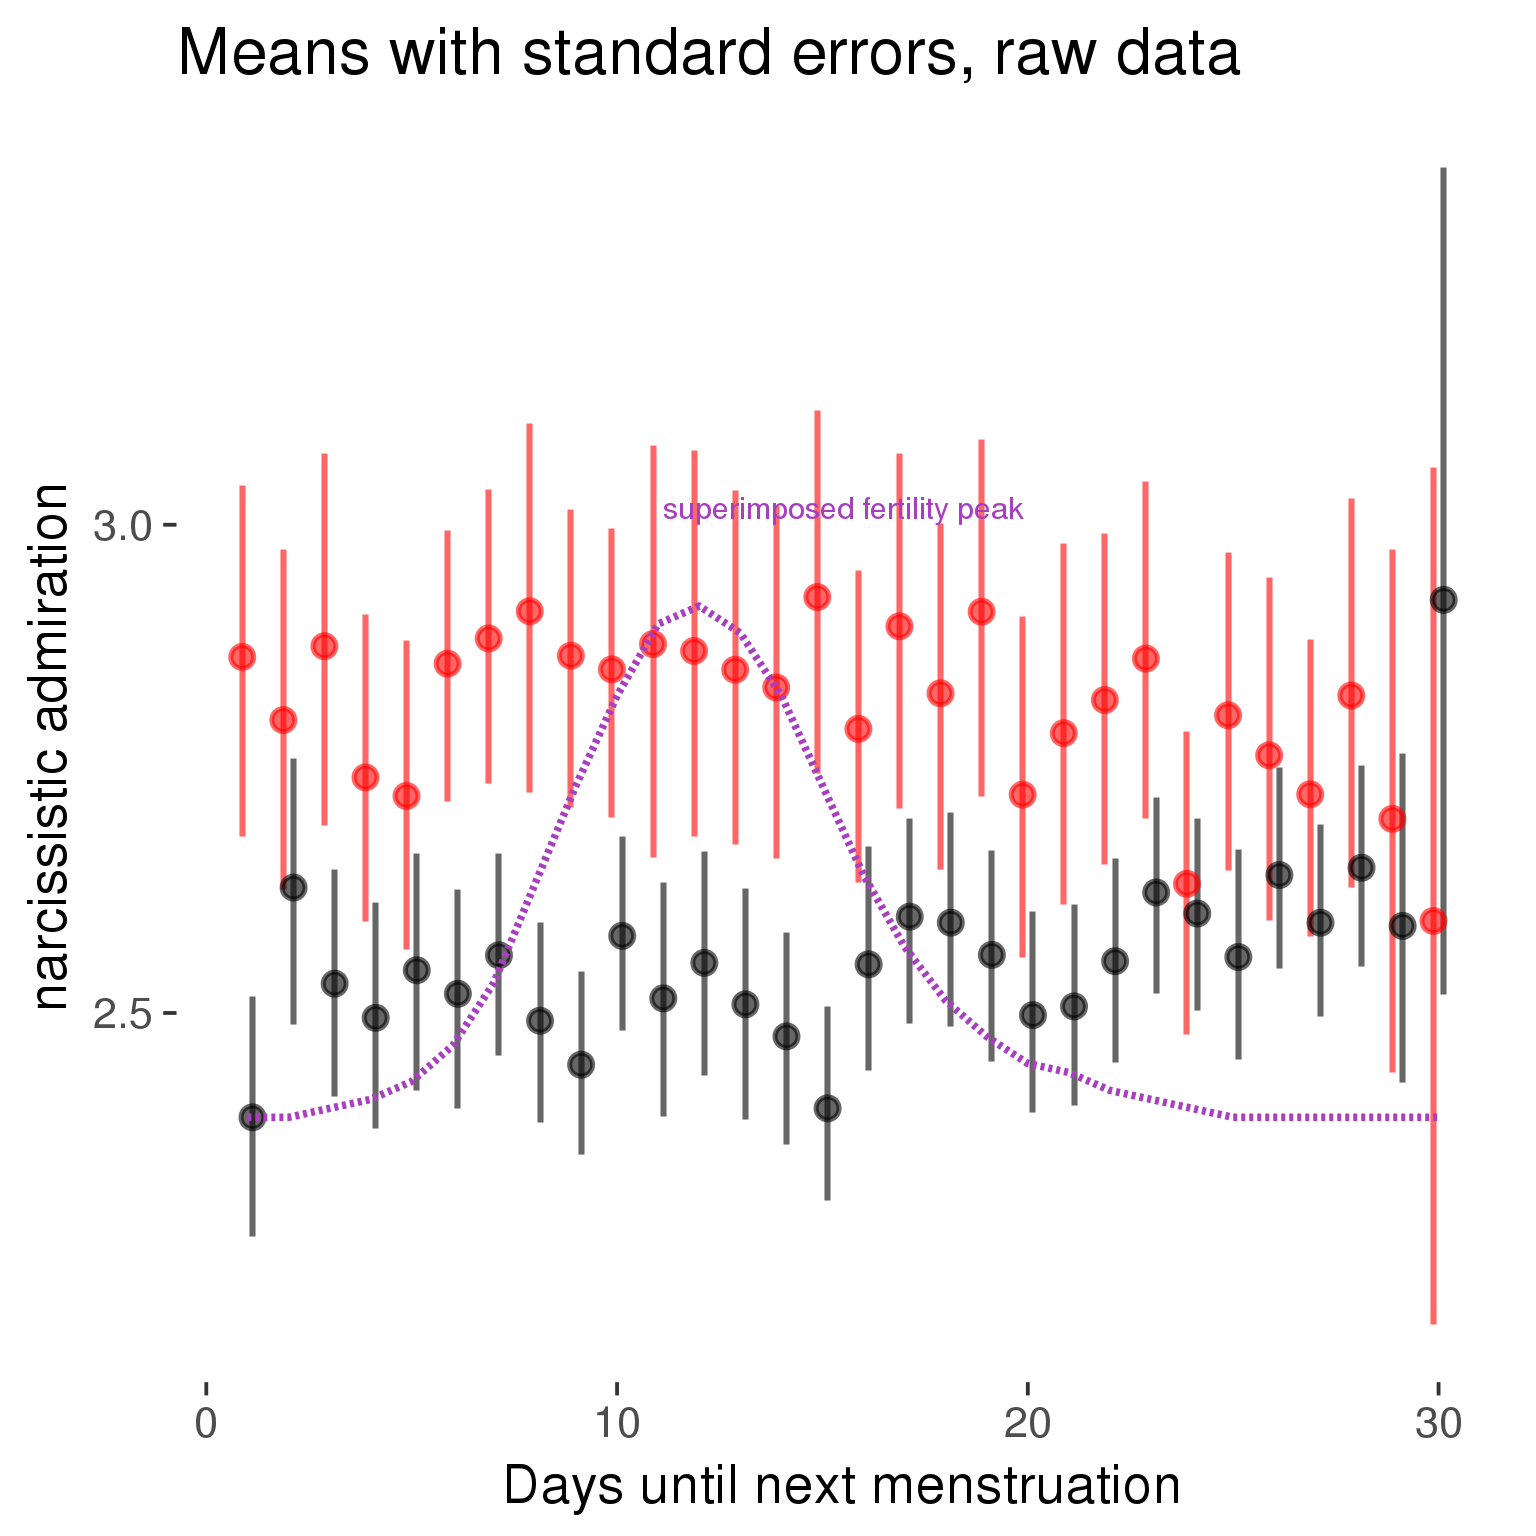 Means with standard errors, raw data
narcissistic admiration
3.0
2.5
superimposed fertility peak
0
10
20
30
Days until next menstruation